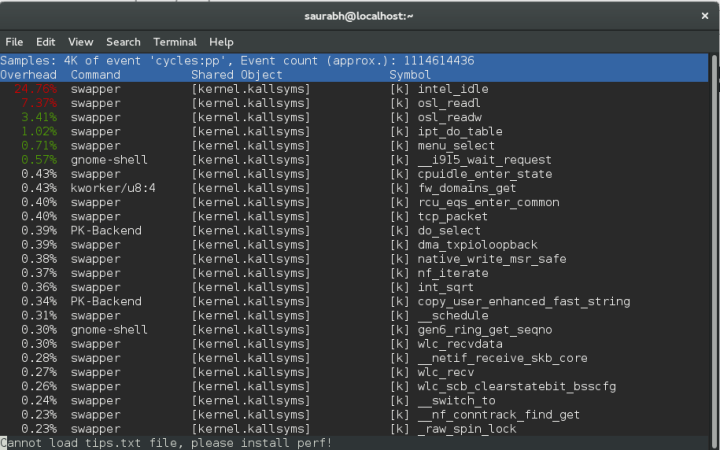 saurabh@localhost:~ ×
File Edit View Search Terminal Help
Samples: 4K of event 'cycles:pp', Event count (approx.): 1114614436
Overhead Command Shared Object Symbol
24.76% swapper [kernel.kallsyms] [k] intel_idle
7.37% swapper [kernel.kallsyms] [k] osl_readl
3.41% swapper [kernel.kallsyms] [k] osl_readw
1.02% swapper [kernel.kallsyms] [k] ipt_do_table
0.71% swapper [kernel.kallsyms] [k] menu_select
0.57% gnome-shell [kernel.kallsyms] [k] __i915_wait_request
0.43% swapper [kernel.kallsyms] [k] cpuidle_enter_state
0.43% kworker/u8:4 [kernel.kallsyms] [k] fw_domains_get
0.40% swapper [kernel.kallsyms] [k] rcu_eqs_enter_common
0.40% swapper [kernel.kallsyms] [k] tcp_packet
0.39% PK-Backend [kernel.kallsyms] [k] do_select
0.39% swapper [kernel.kallsyms] [k] dma_txpioloopback
0.38% swapper [kernel.kallsyms] [k] native_write_msr_safe
0.37% swapper [kernel.kallsyms] [k] nf_iterate
0.36% swapper [kernel.kallsyms] [k] int_sqrt
0.34% PK-Backend [kernel.kallsyms] [k] copy_user_enhanced_fast_string
0.31% swapper [kernel.kallsyms] [k] __schedule
0.30% gnome-shell [kernel.kallsyms] [k] gen6_ring_get_seqno
0.30% swapper [kernel.kallsyms] [k] wlc_recvdata
0.28% swapper [kernel.kallsyms] [k] __netif_receive_skb_core
0.27% swapper [kernel.kallsyms] [k] wlc_recv
0.26% swapper [kernel.kallsyms] [k] wlc_scb_clearstatebit_bsscfg
0.24% swapper [kernel.kallsyms] [k] __switch_to
0.23% swapper [kernel.kallsyms] [k] __nf_conntrack_find_get
0.23% swapper [kernel.kallsyms] [k] _raw_spin_lock
Cannot load tips.txt file, please install perf!